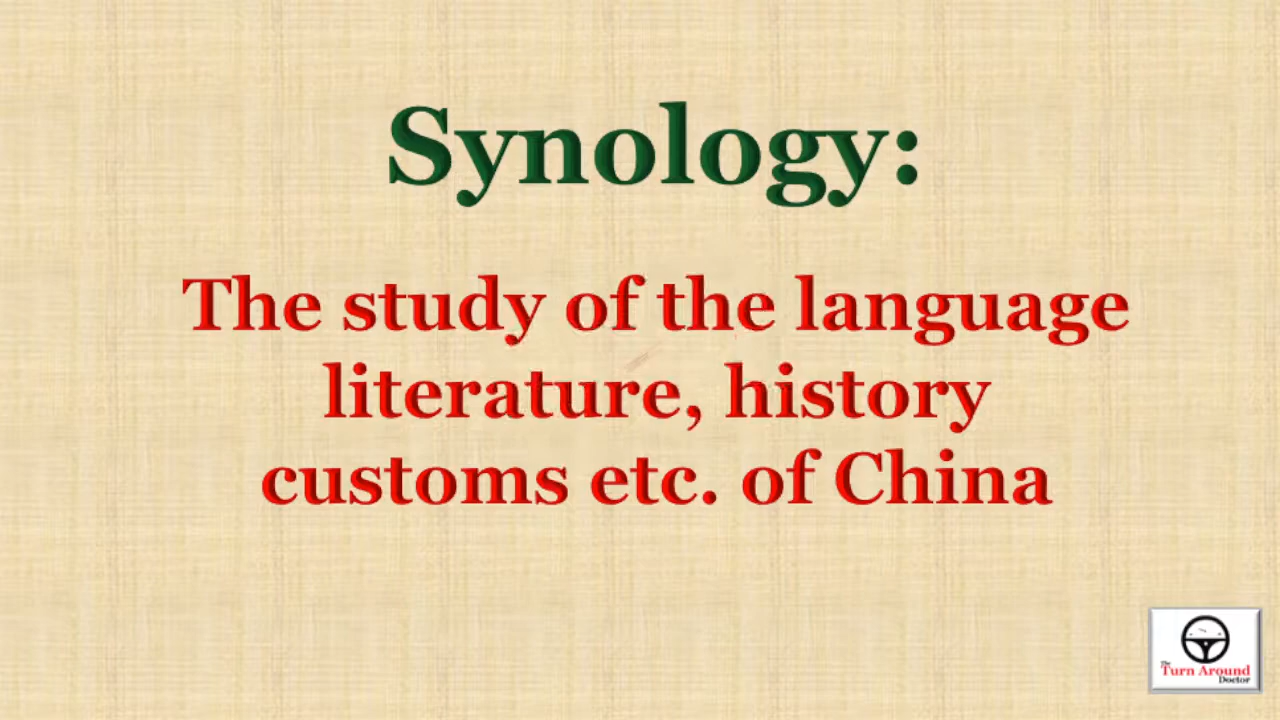 Synology:
The study of the language
literature, history
customs etc. of China
The
Turn Around
Doctor